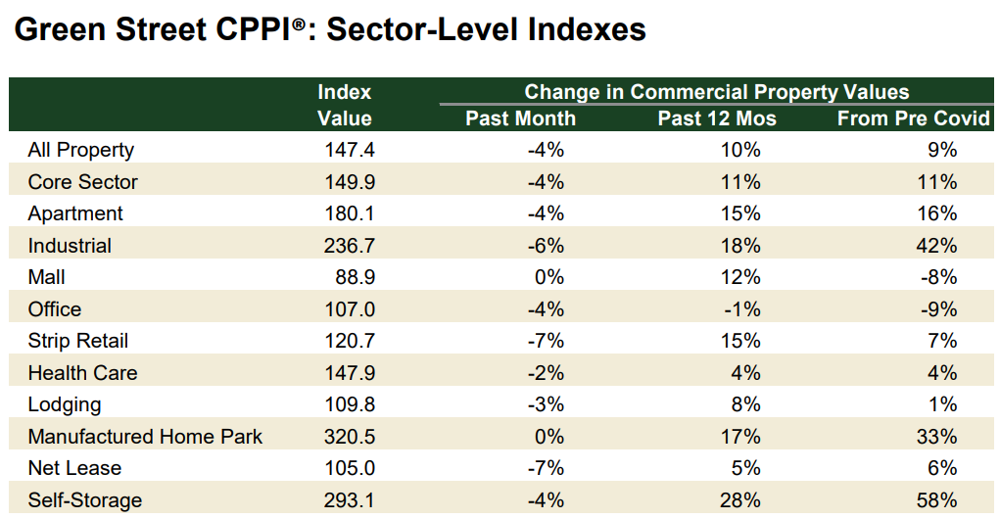 Green Street CPPI®: Sector-Level Indexes
Index Change in Commercial Property Values
Value Past Month Past 12 Mos From Pre Covid
All Property 147.4 -4% 10% 9%
Core Sector 149.9 -4% 11% 11%
Apartment 180.1 -4% 15% 16%
Industrial 236.7 -6% 18% 42%
Mall 88.9 0% 12% -8%
Office 107.0 -4% -1% -9%
Strip Retail 120.7 -7% 15% 7%
Health Care 147.9 -2% 4% 4%
Lodging 109.8 -3% 8% 1%
Manufactured Home Park 320.5 0% 17% 33%
Net Lease 105.0 -7% 5% 6%
Self-Storage 293.1 -4% 28% 58%